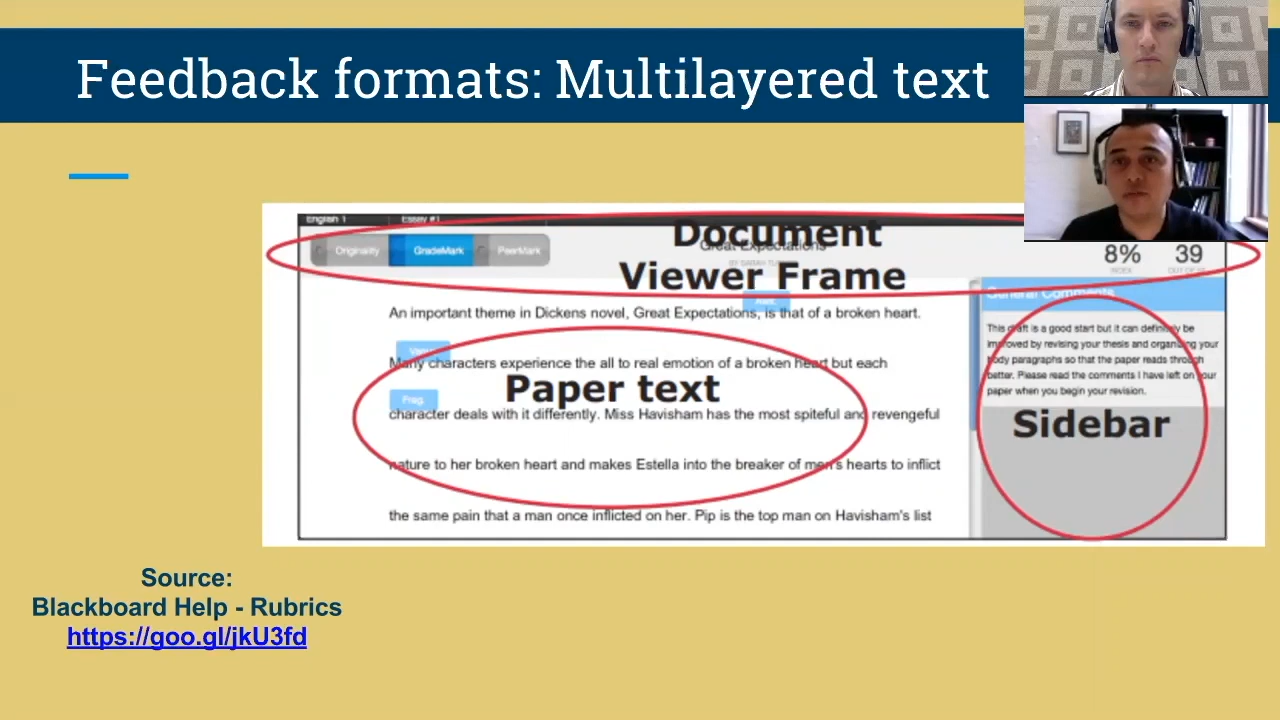 Feedback formats: Multilayered text
English 1 Essay #1
Originality GradeMark PeerMark
Great Expectations
8% 39
INDEX
Document
Viewer Frame
An important theme in Dickens novel, Great Expectations, is that of a broken heart.
Many characters experience the all to real emotion of a broken heart but each
Frag.
Paper text
character deals with it differently. Miss Havisham has the most spiteful and revengeful
nature to her broken heart and makes Estella into the breaker of men's hearts to inflict
the same pain that a man once inflicted on her. Pip is the top man on Havisham's list
General Comments
This draft is a good start but it can definitely be
improved by revising your thesis and organizing your
body paragraphs so that the paper reads through
better. Please read the comments I have left on your
paper when you begin your revision.
Sidebar
Source:
Blackboard Help - Rubrics
https://goo.gl/jkU3fd